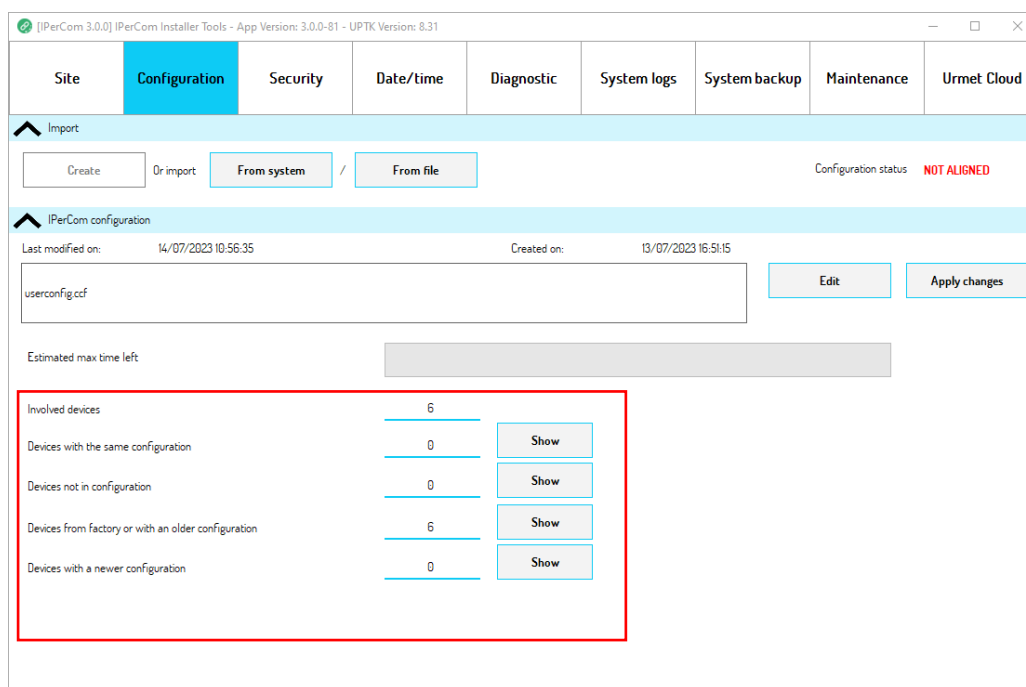 [IPerCom 3.0.0] IPerCom Installer Tools - App Version: 3.0.0-81 - UPTK Version: 8.31
Site Configuration Security Date/time Diagnostic System logs System backup Maintenance Urmet Cloud
Import
Create Or import From system / From file Configuration status NOT ALIGNED
IPerCom configuration
Last modified on: 14/07/2023 10:56:35 Created on: 13/07/2023 16:51:15
userconfig.ccf Edit Apply changes
Estimated max time left
Involved devices 6
Devices with the same configuration 0 Show
Devices not in configuration 0 Show
Devices from factory or with an older configuration 6 Show
Devices with a newer configuration 0 Show